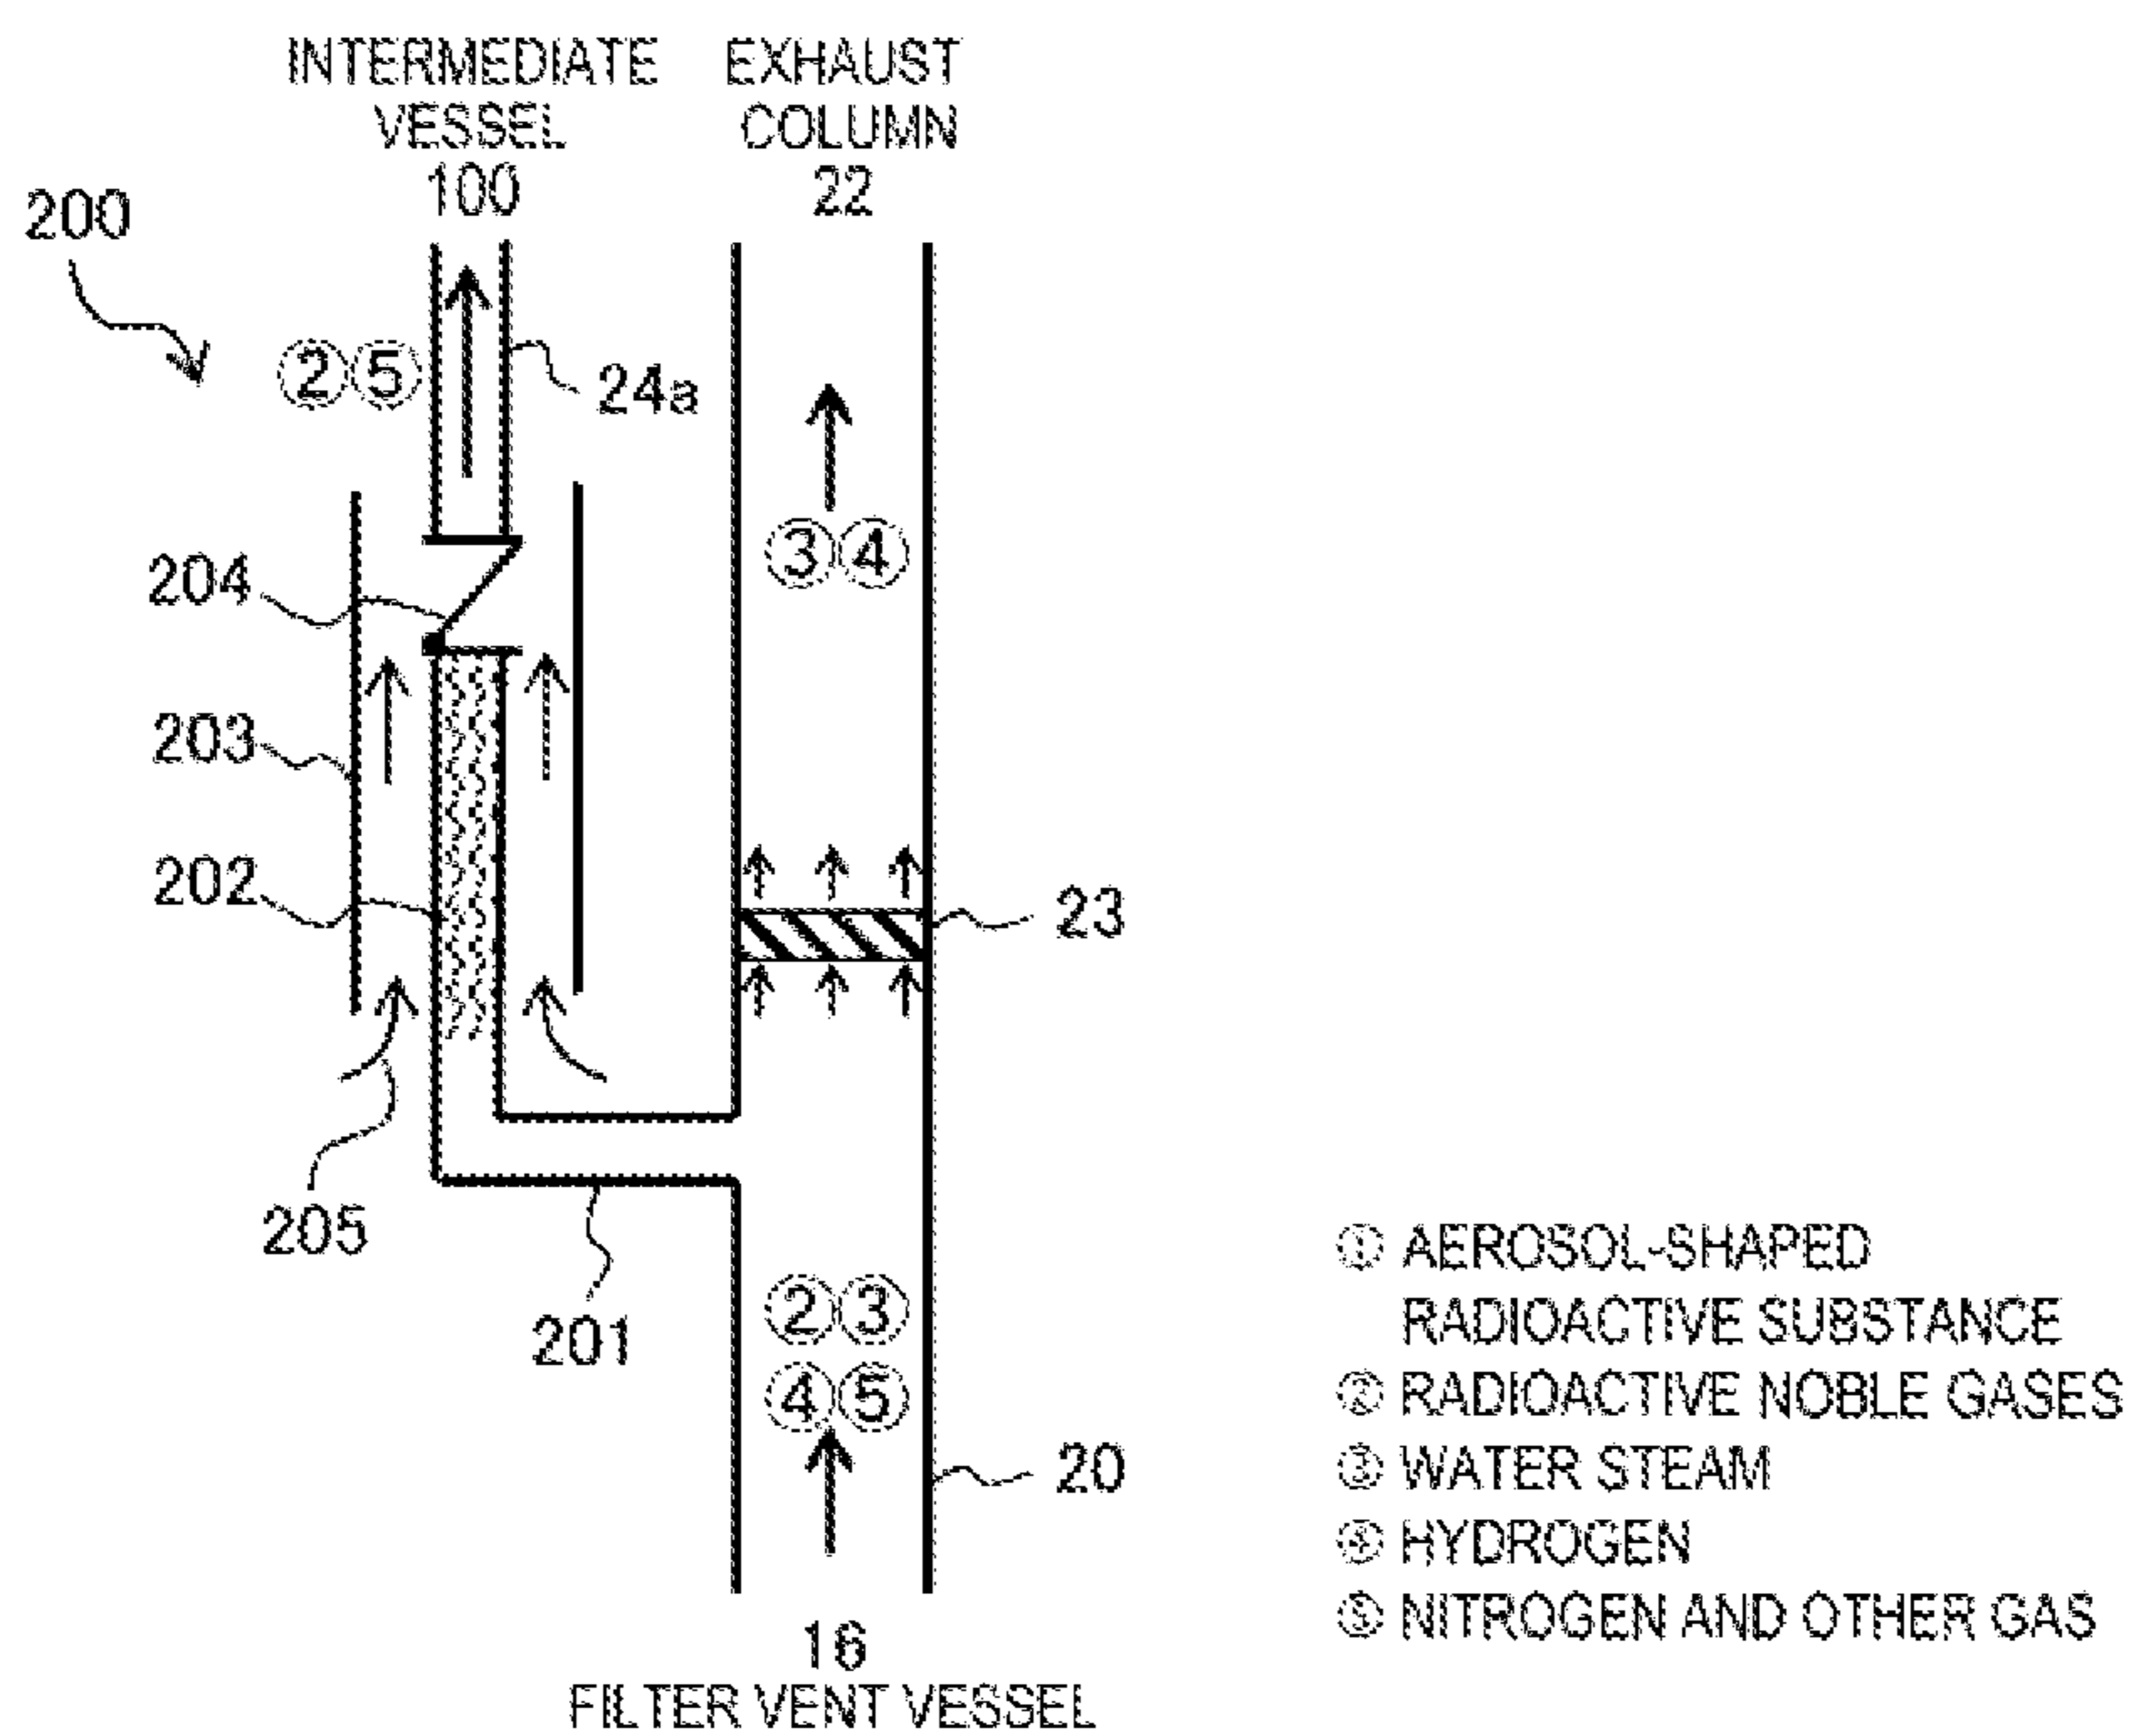 INTERMEDIATE
VESSEL
100
EXHAUST
COLUMN
22
200
②⑤
24a
③④
204
203
202
23
205
201
②③
④⑤
20
16
FILTER VENT VESSEL
① AEROSOL-SHAPED
RADIOACTIVE SUBSTANCE
② RADIOACTIVE NOBLE GASES
③ WATER STEAM
④ HYDROGEN
⑤ NITROGEN AND OTHER GAS